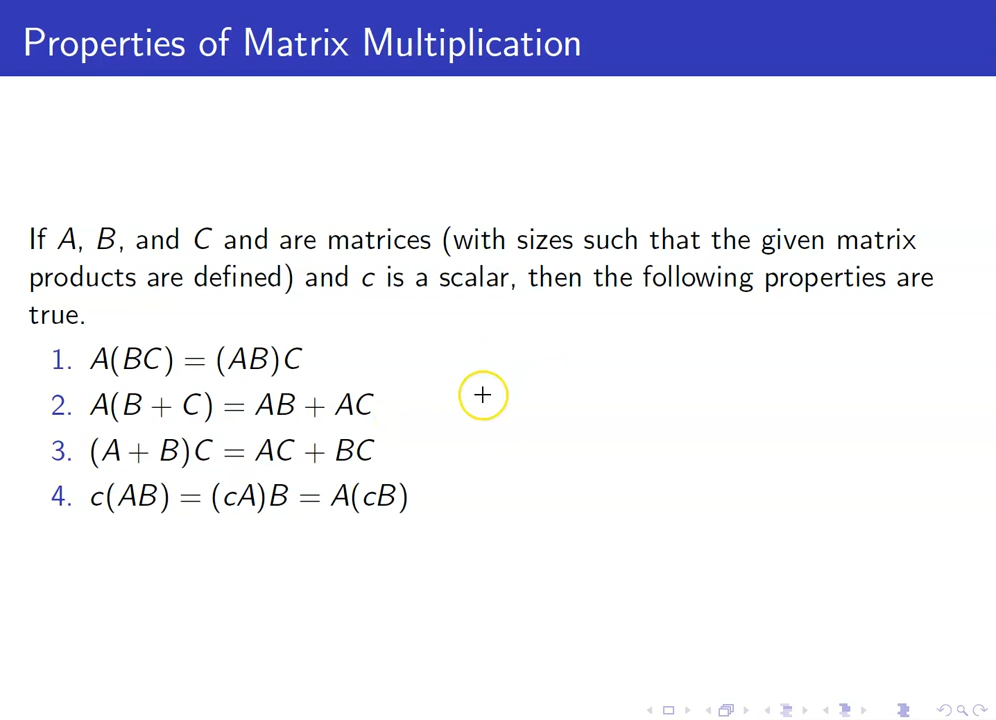 Properties of Matrix Multiplication
If A, B, and C and are matrices (with sizes such that the given matrix
products are defined) and c is a scalar, then the following properties are
true.
1. A(BC) = (AB)C
2. A(B + C) = AB + AC
3. (A + B)C = AC + BC
4. c(AB) = (cA)B = A(cB)